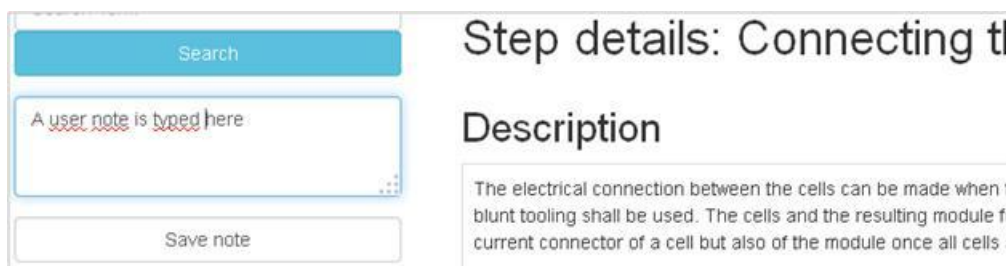 Search
A user note is typed here
Save note
Step details: Connecting
Description
The electrical connection between the cells can be made when
blunt tooling shall be used. The cells and the resulting module
current connector of a cell but also of the module once all cells